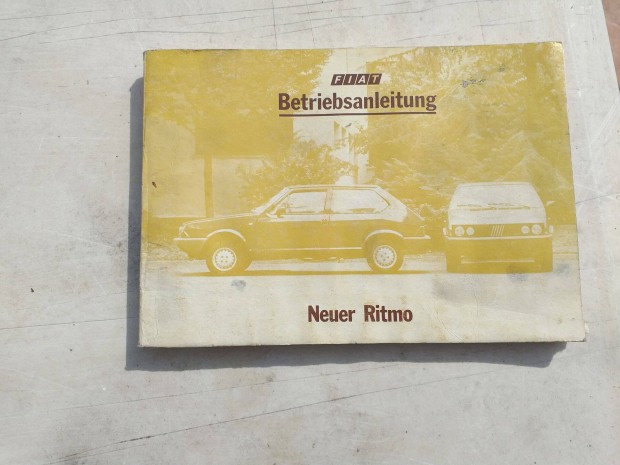 FIAT
Betriebsanleitung
Neuer Ritmo